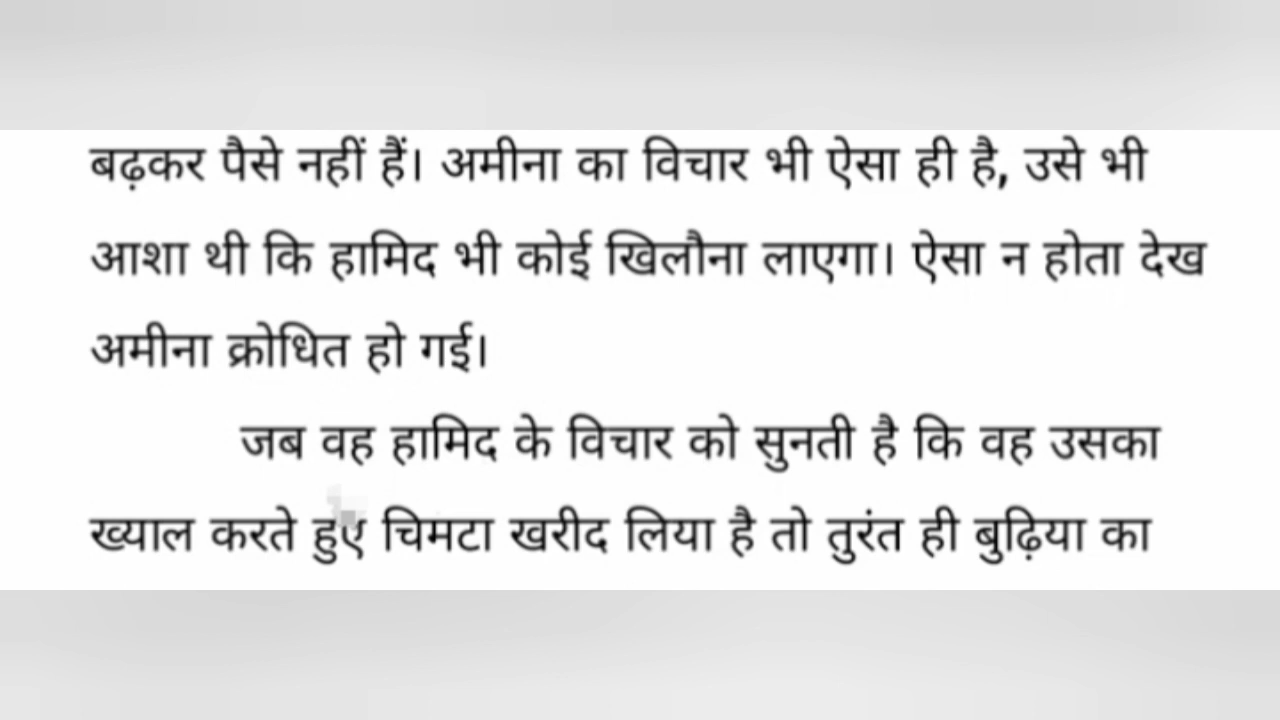 बढ़कर पैसे नहीं हैं। अमीना का विचार भी ऐसा ही है, उसे भी
आशा थी कि हामिद भी कोई खिलौना लाएगा। ऐसा न होता देख
अमीना क्रोधित हो गई।
जब वह हामिद के विचार को सुनती है कि वह उसका
ख्याल करते हुए चिमटा खरीद लिया है तो तुरंत ही बुढ़िया का